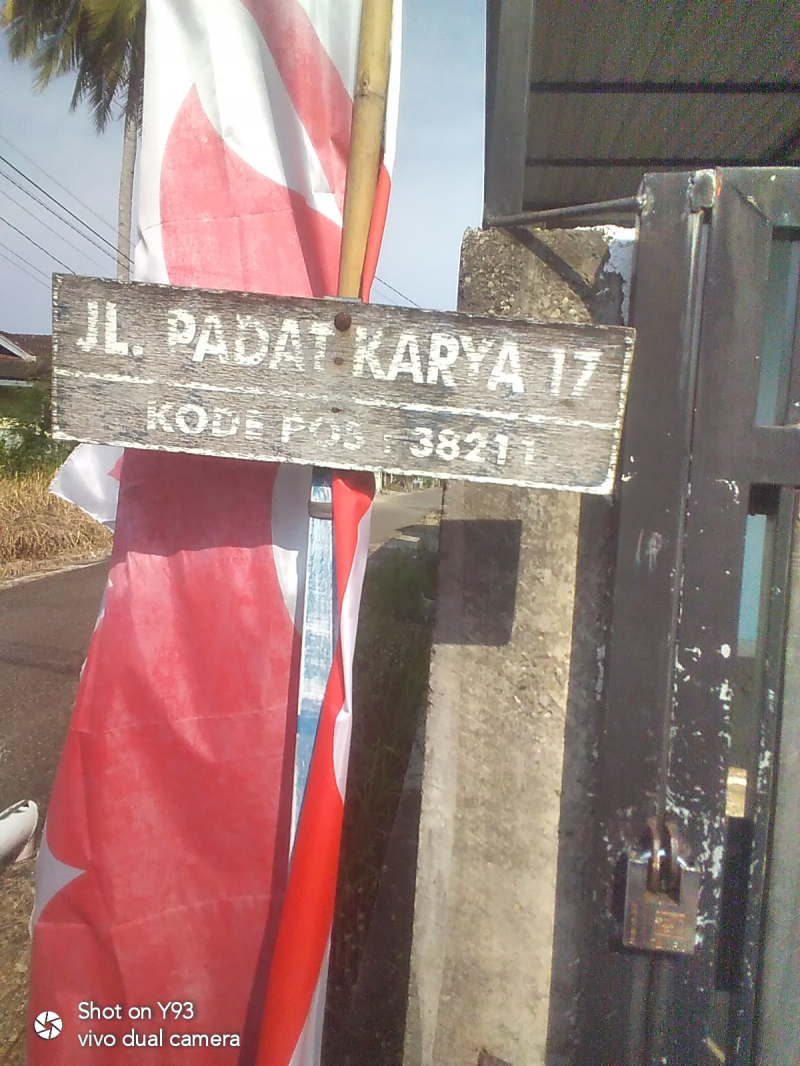 JL. PADAT KARYA 17
KODE POS : 38211
Shot on Y93
vivo dual camera